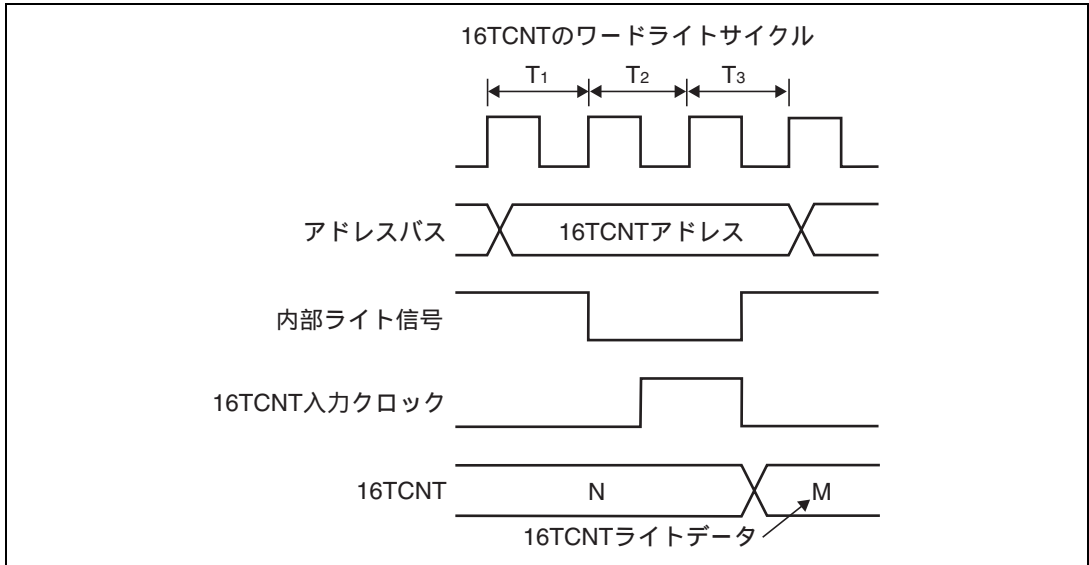 16TCNTのワードライトサイクル
T1 T2 T3
アドレスバス 16TCNTアドレス
内部ライト信号
16TCNT入力クロック
16TCNT N M
16TCNTライトデータ